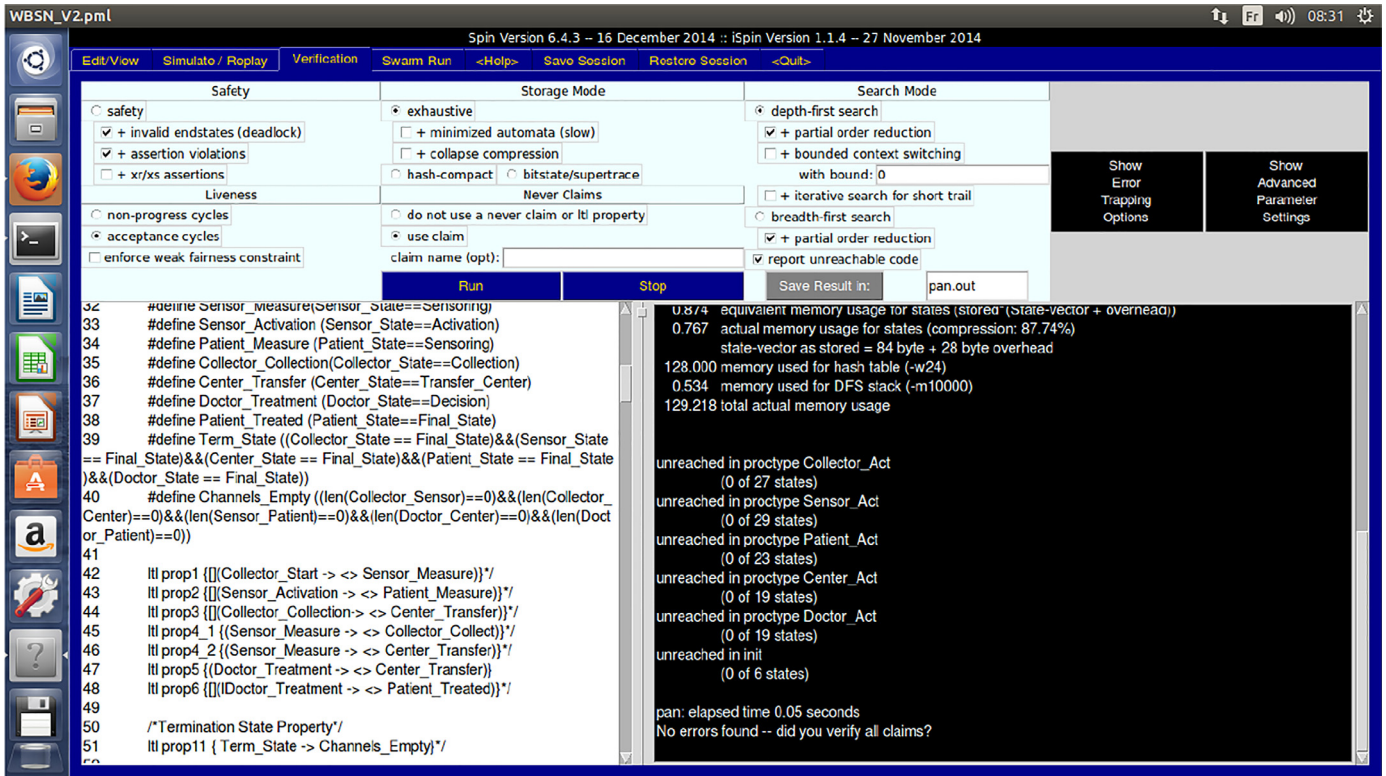 WBSN_V2.pml
Fr
08:31
Spin Version 6.4.3 -- 16 December 2014 :: iSpin Version 1.1.4 -- 27 November 2014
Edit/View Simulate / Replay Verification Swarm Run <Help> Save Session Restore Session <Quit>
Safety
safety
+ invalid endstates (deadlock)
+ assertion violations
+ xr/xs assertions
Liveness
non-progress cycles
acceptance cycles
enforce weak fairness constraint
Storage Mode
exhaustive
+ minimized automata (slow)
+ collapse compression
hash-compact bitstate/supertrace
Never Claims
do not use a never claim or ltl property
use claim
claim name (opt):
Search Mode
depth-first search
+ partial order reduction
+ bounded context switching
with bound: 0
+ iterative search for short trail
breadth-first search
+ partial order reduction
report unreachable code
Show
Error
Trapping
Options
Show
Advanced
Parameter
Settings
Run Stop Save Result in: pan.out
32 #define Sensor_Measure(Sensor_State==Sensoring)
33 #define Sensor_Activation (Sensor_State==Activation)
34 #define Patient_Measure (Patient_State==Sensoring)
35 #define Collector_Collection(Collector_State==Collection)
36 #define Center_Transfer (Center_State==Transfer_Center)
37 #define Doctor_Treatment (Doctor_State==Decision)
38 #define Patient_Treated (Patient_State==Final_State)
39 #define Term_State ((Collector_State == Final_State)&&(Sensor_State
== Final_State)&&(Center_State == Final_State)&&(Patient_State == Final_State
)&&(Doctor_State == Final_State))
40 #define Channels_Empty ((len(Collector_Sensor)==0)&&(len(Collector_
Center)==0)&&(len(Sensor_Patient)==0)&&(len(Doctor_Center)==0)&&(len(Doct
or_Patient)==0))
41
42 ltl prop1 {[](Collector_Start -> <> Sensor_Measure)}*/
43 ltl prop2 {[](Sensor_Activation -> <> Patient_Measure)}*/
44 ltl prop3 {[](Collector_Collection-> <> Center_Transfer)}*/
45 ltl prop4_1 {(Sensor_Measure -> <> Collector_Collect)}*/
46 ltl prop4_2 {(Sensor_Measure -> <> Center_Transfer)}*/
47 ltl prop5 {(Doctor_Treatment -> <> Center_Transfer)}
48 ltl prop6 {[](!Doctor_Treatment -> <> Patient_Treated)}*/
49
50 /*Termination State Property*/
51 ltl prop11 { Term_State -> Channels_Empty}*/
52
0.874 equivalent memory usage for states (stored*(State-vector + overhead))
0.767 actual memory usage for states (compression: 87.74%)
state-vector as stored = 84 byte + 28 byte overhead
128.000 memory used for hash table (-w24)
0.534 memory used for DFS stack (-m10000)
129.218 total actual memory usage
unreached in proctype Collector_Act
(0 of 27 states)
unreached in proctype Sensor_Act
(0 of 29 states)
unreached in proctype Patient_Act
(0 of 23 states)
unreached in proctype Center_Act
(0 of 19 states)
unreached in proctype Doctor_Act
(0 of 19 states)
unreached in init
(0 of 6 states)
pan: elapsed time 0.05 seconds
No errors found -- did you verify all claims?